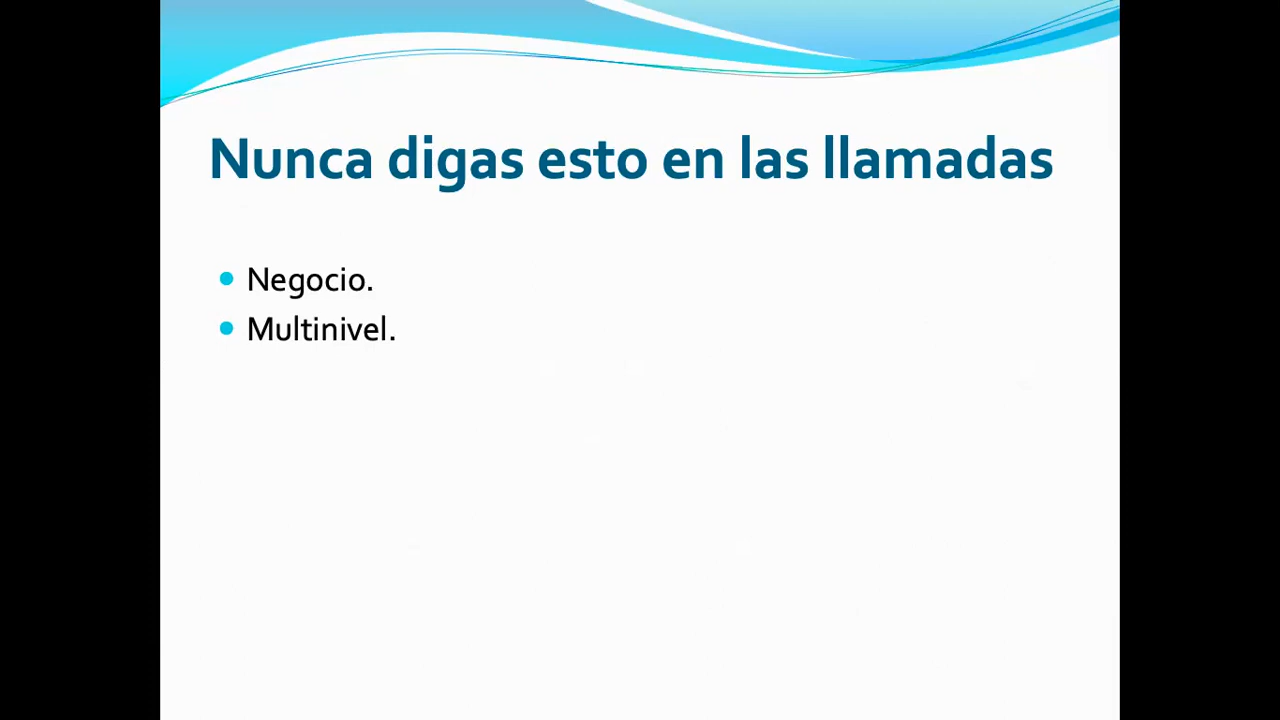 Nunca digas esto en las llamadas
Negocio.
Multinivel.